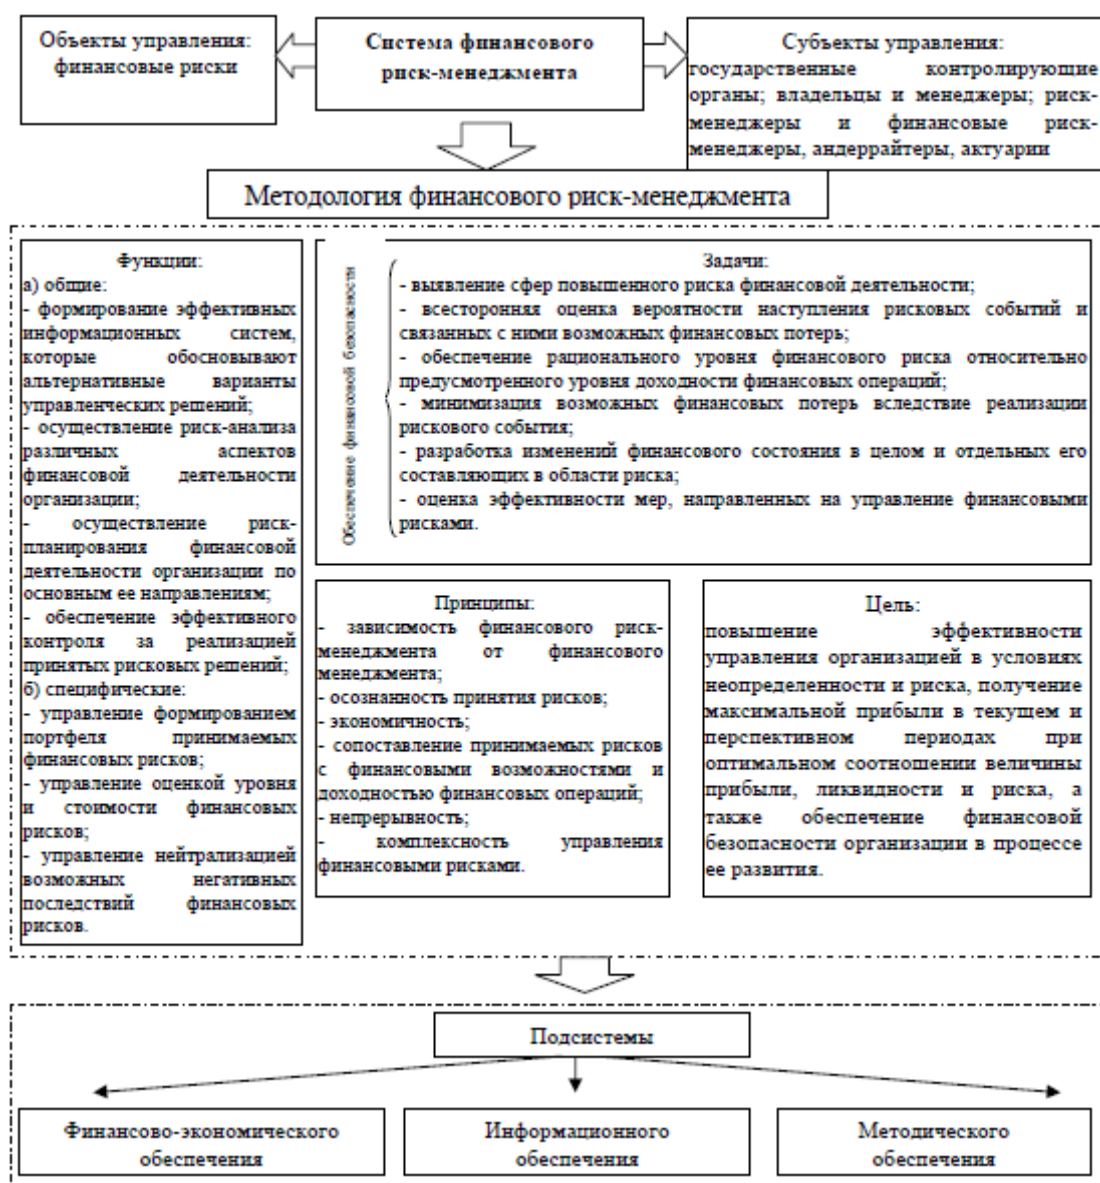 Объекты управления:
финансовые риски
Система финансового
риск-менеджмента
Субъекты управления:
государственные контролирующие
органы; владельцы и менеджеры; риск-
менеджеры и финансовые риск-
менеджеры, андеррайтеры, актуарии
Методология финансового риск-менеджмента
Функции:
а) общие:
- формирование эффективных
информационных систем,
которые обосновывают
альтернативные варианты
управленческих решений;
- осуществление риск-анализа
различных аспектов
финансовой деятельности
организации;
- осуществление риск-
планирования финансовой
деятельности организации по
основным ее направлениям;
- обеспечение эффективного
контроля за реализацией
принятых рисковых решений;
б) специфические:
- управление формированием
портфеля принимаемых
финансовых рисков;
- управление оценкой уровня
и стоимости финансовых
рисков;
- управление нейтрализацией
возможных негативных
последствий финансовых
рисков.
Обеспечение финансовой безопасности
Задачи:
- выявление сфер повышенного риска финансовой деятельности;
- всесторонняя оценка вероятности наступления рисковых событий и
связанных с ними возможных финансовых потерь;
- обеспечение рационального уровня финансового риска относительно
предусмотренного уровня доходности финансовых операций;
- минимизация возможных финансовых потерь вследствие реализации
рискового события;
- разработка изменений финансового состояния в целом и отдельных его
составляющих в области риска;
- оценка эффективности мер, направленных на управление финансовыми
рисками.
Принципы:
- зависимость финансового риск-
менеджмента от финансового
менеджмента;
- осознанность принятия рисков;
- экономичность;
- сопоставление принимаемых рисков
с финансовыми возможностями и
доходностью финансовых операций;
- непрерывность;
- комплексность управления
финансовыми рисками.
Цель:
повышение эффективности
управления организацией в условиях
неопределенности и риска, получение
максимальной прибыли в текущем и
перспективном периодах при
оптимальном соотношении величины
прибыли, ликвидности и риска, а
также обеспечение финансовой
безопасности организации в процессе
ее развития.
Подсистемы
Финансово-экономического
обеспечения
Информационного
обеспечения
Методического
обеспечения